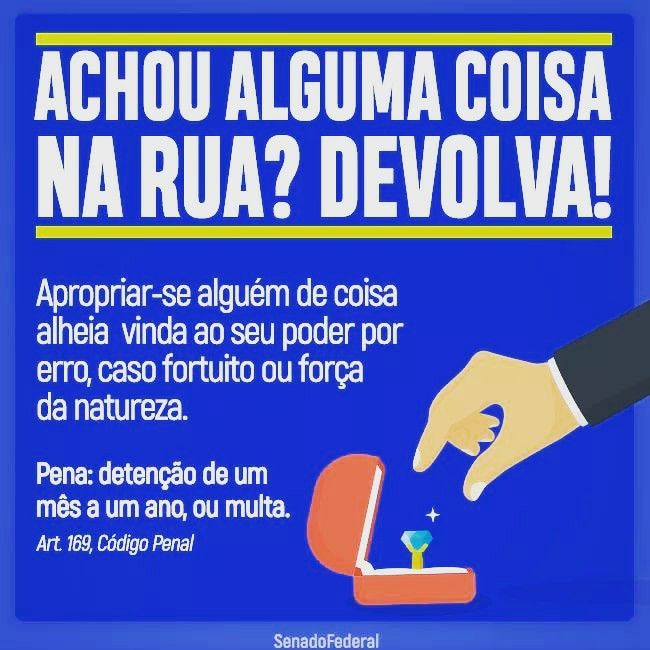 ACHOU ALGUMA COISA
NA RUA? DEVOLVA!
Apropriar-se alguém de coisa
alheia vinda ao seu poder por
erro, caso fortuito ou força
da natureza.
Pena: detenção de um
mês a um ano, ou multa.
Art. 169, Código Penal
SenadoFederal